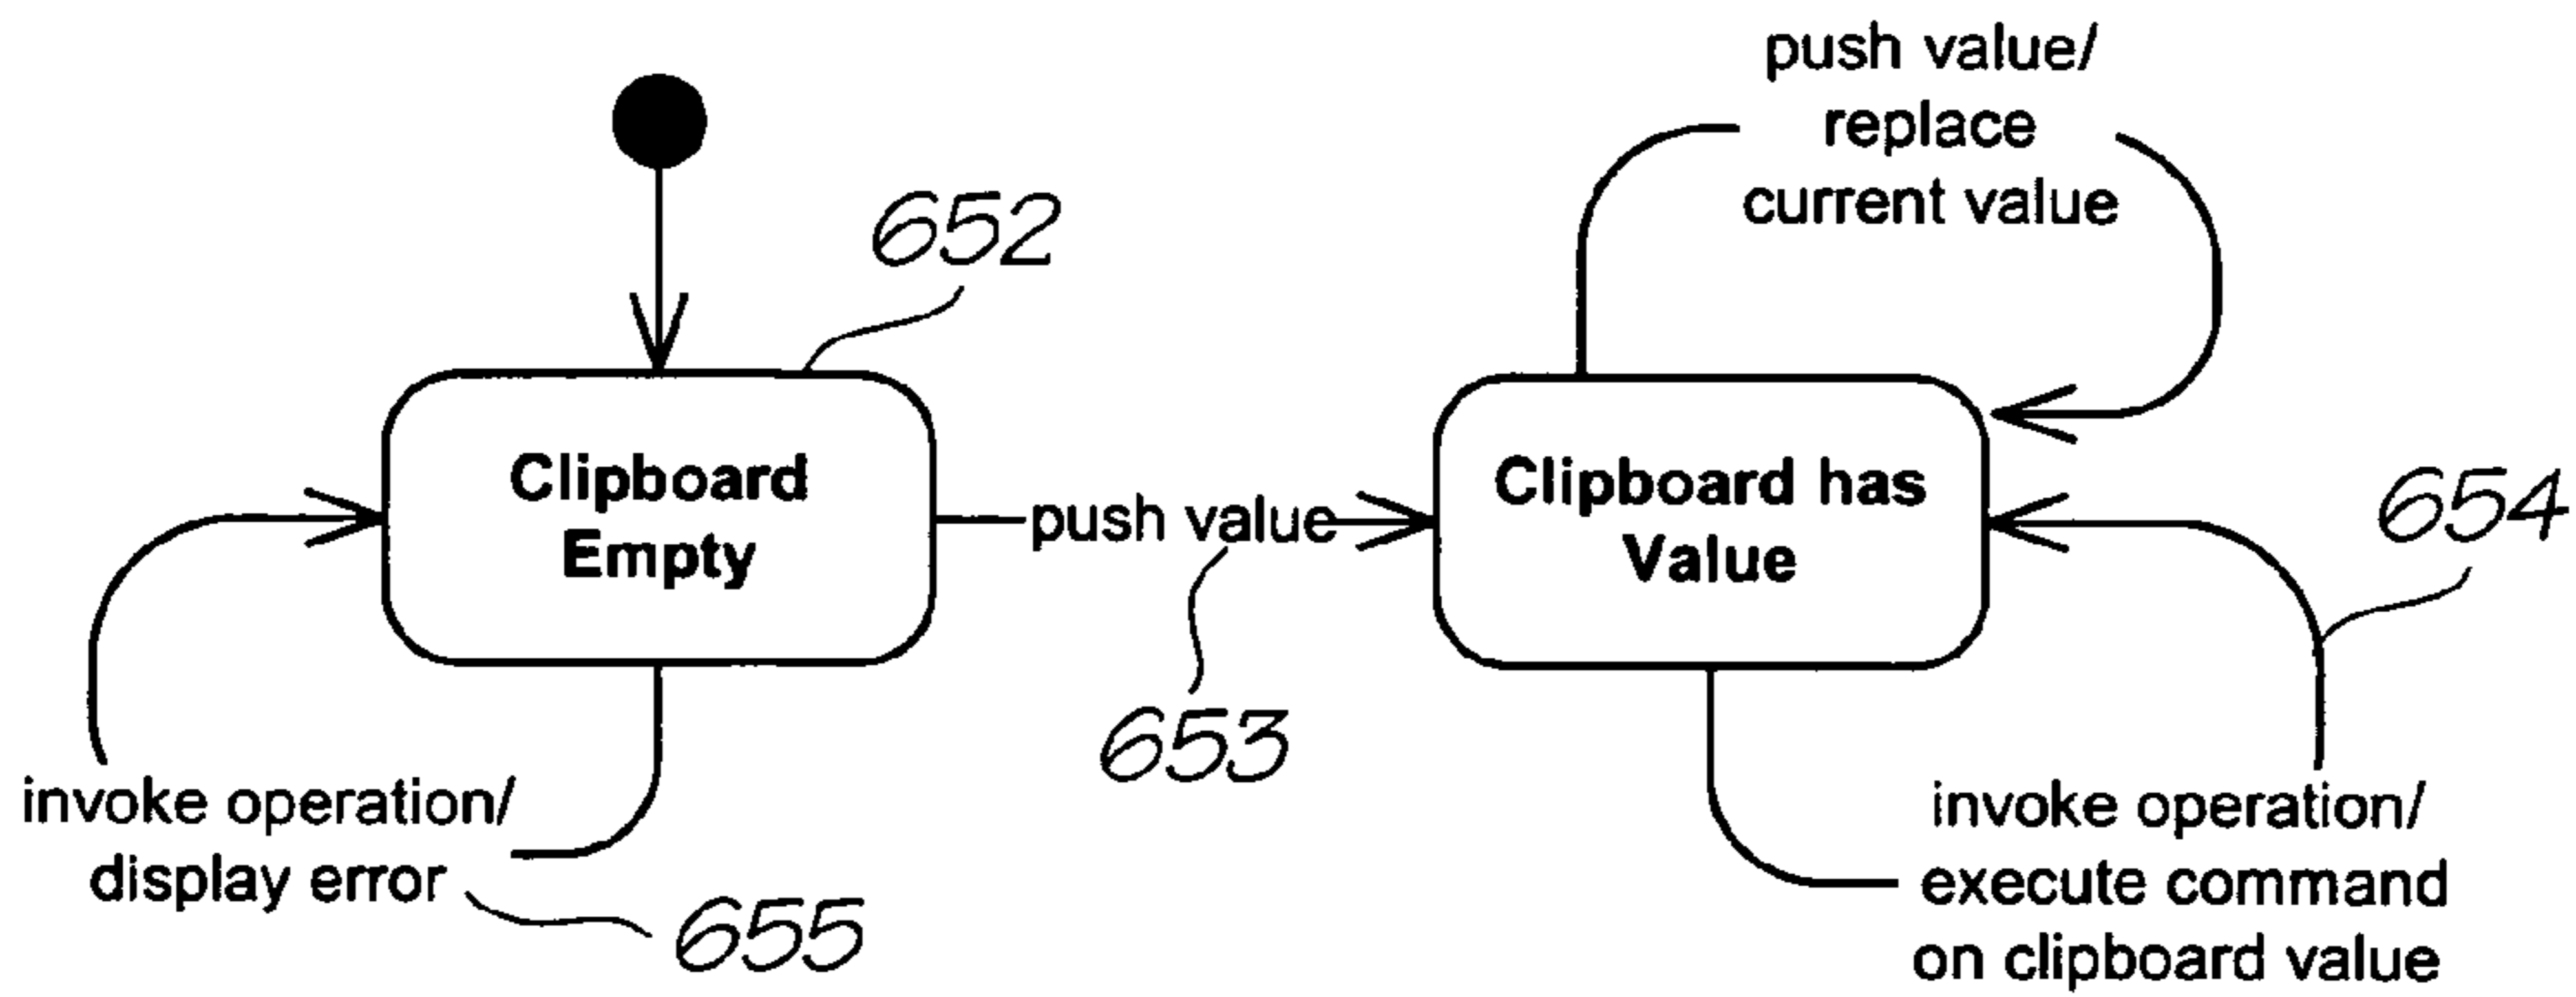 push value/
replace
current value
652
Clipboard
Empty
push value
Clipboard has
Value
654
653
invoke operation/
display error
655
invoke operation/
execute command
on clipboard value